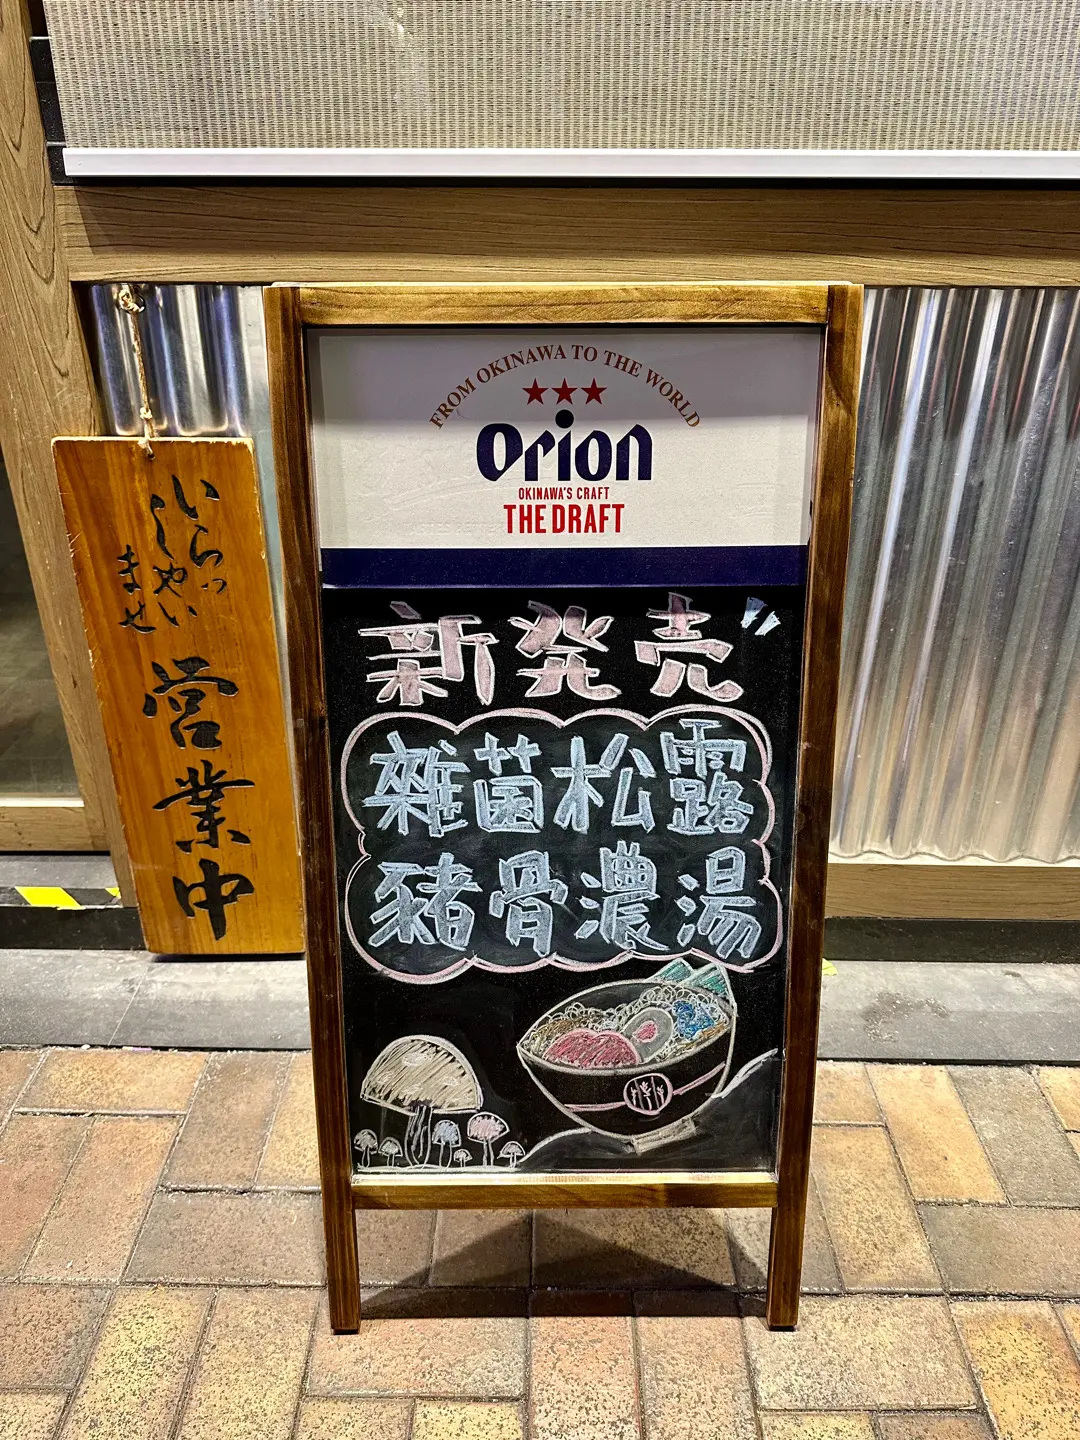 FROM OKINAWA TO THE WORLD
Orion
OKINAWA'S CRAFT
THE DRAFT
新発売
雜菌松露
豬骨濃湯
いらっ
しゃい
ませ
営業中